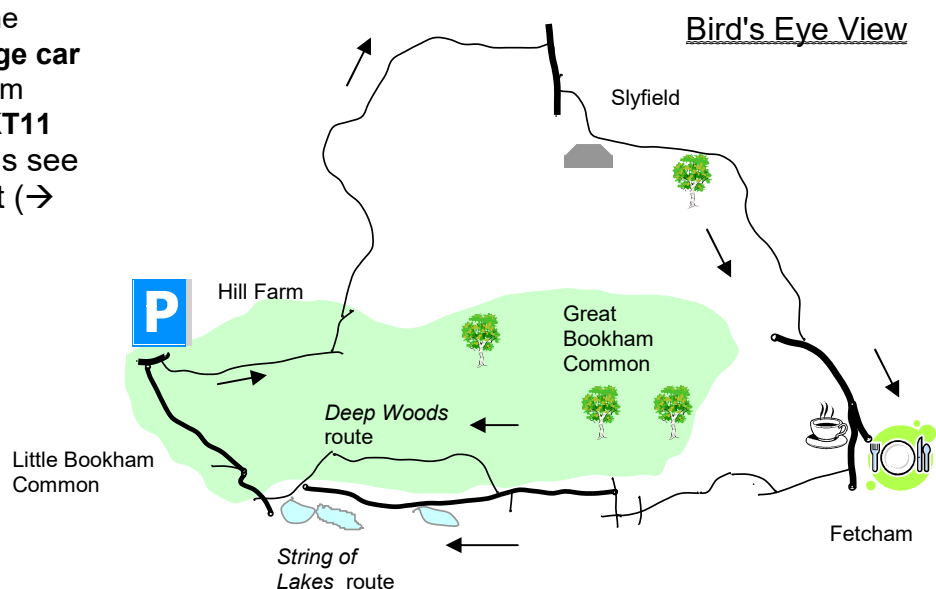 ne
ge car
m
KT11
s see
t (→
Bird's Eye View
Slyfield
P
Hill Farm
Great
Bookham
Common
Deep Woods
route
Little Bookham
Common
Fetcham
String of
Lakes route